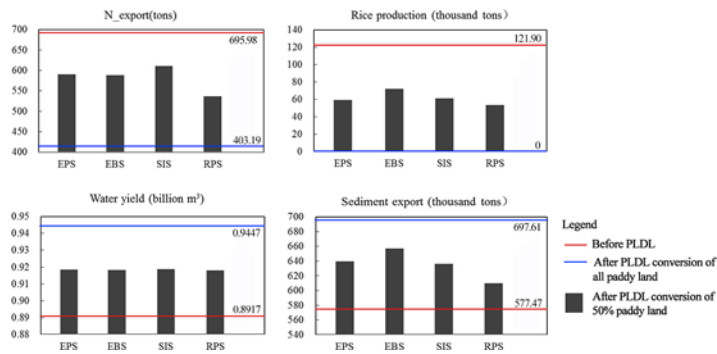 N_export(tons)
700
650
600
550
500
450
400
695.98
403.19
EPS EBS SIS RPS
Rice production (thousand tons)
140
120
100
80
60
40
20
0
121.90
0
EPS EBS SIS RPS
Water yield (billion m³)
0.95
0.94
0.93
0.92
0.91
0.90
0.89
0.88
0.9447
0.8917
EPS EBS SIS RPS
Sediment export (thousand tons)
700
680
660
640
620
600
580
560
540
697.61
577.47
EPS EBS SIS RPS
Legend
Before PLDL
After PLDL conversion of
all paddy land
After PLDL conversion of
50% paddy land